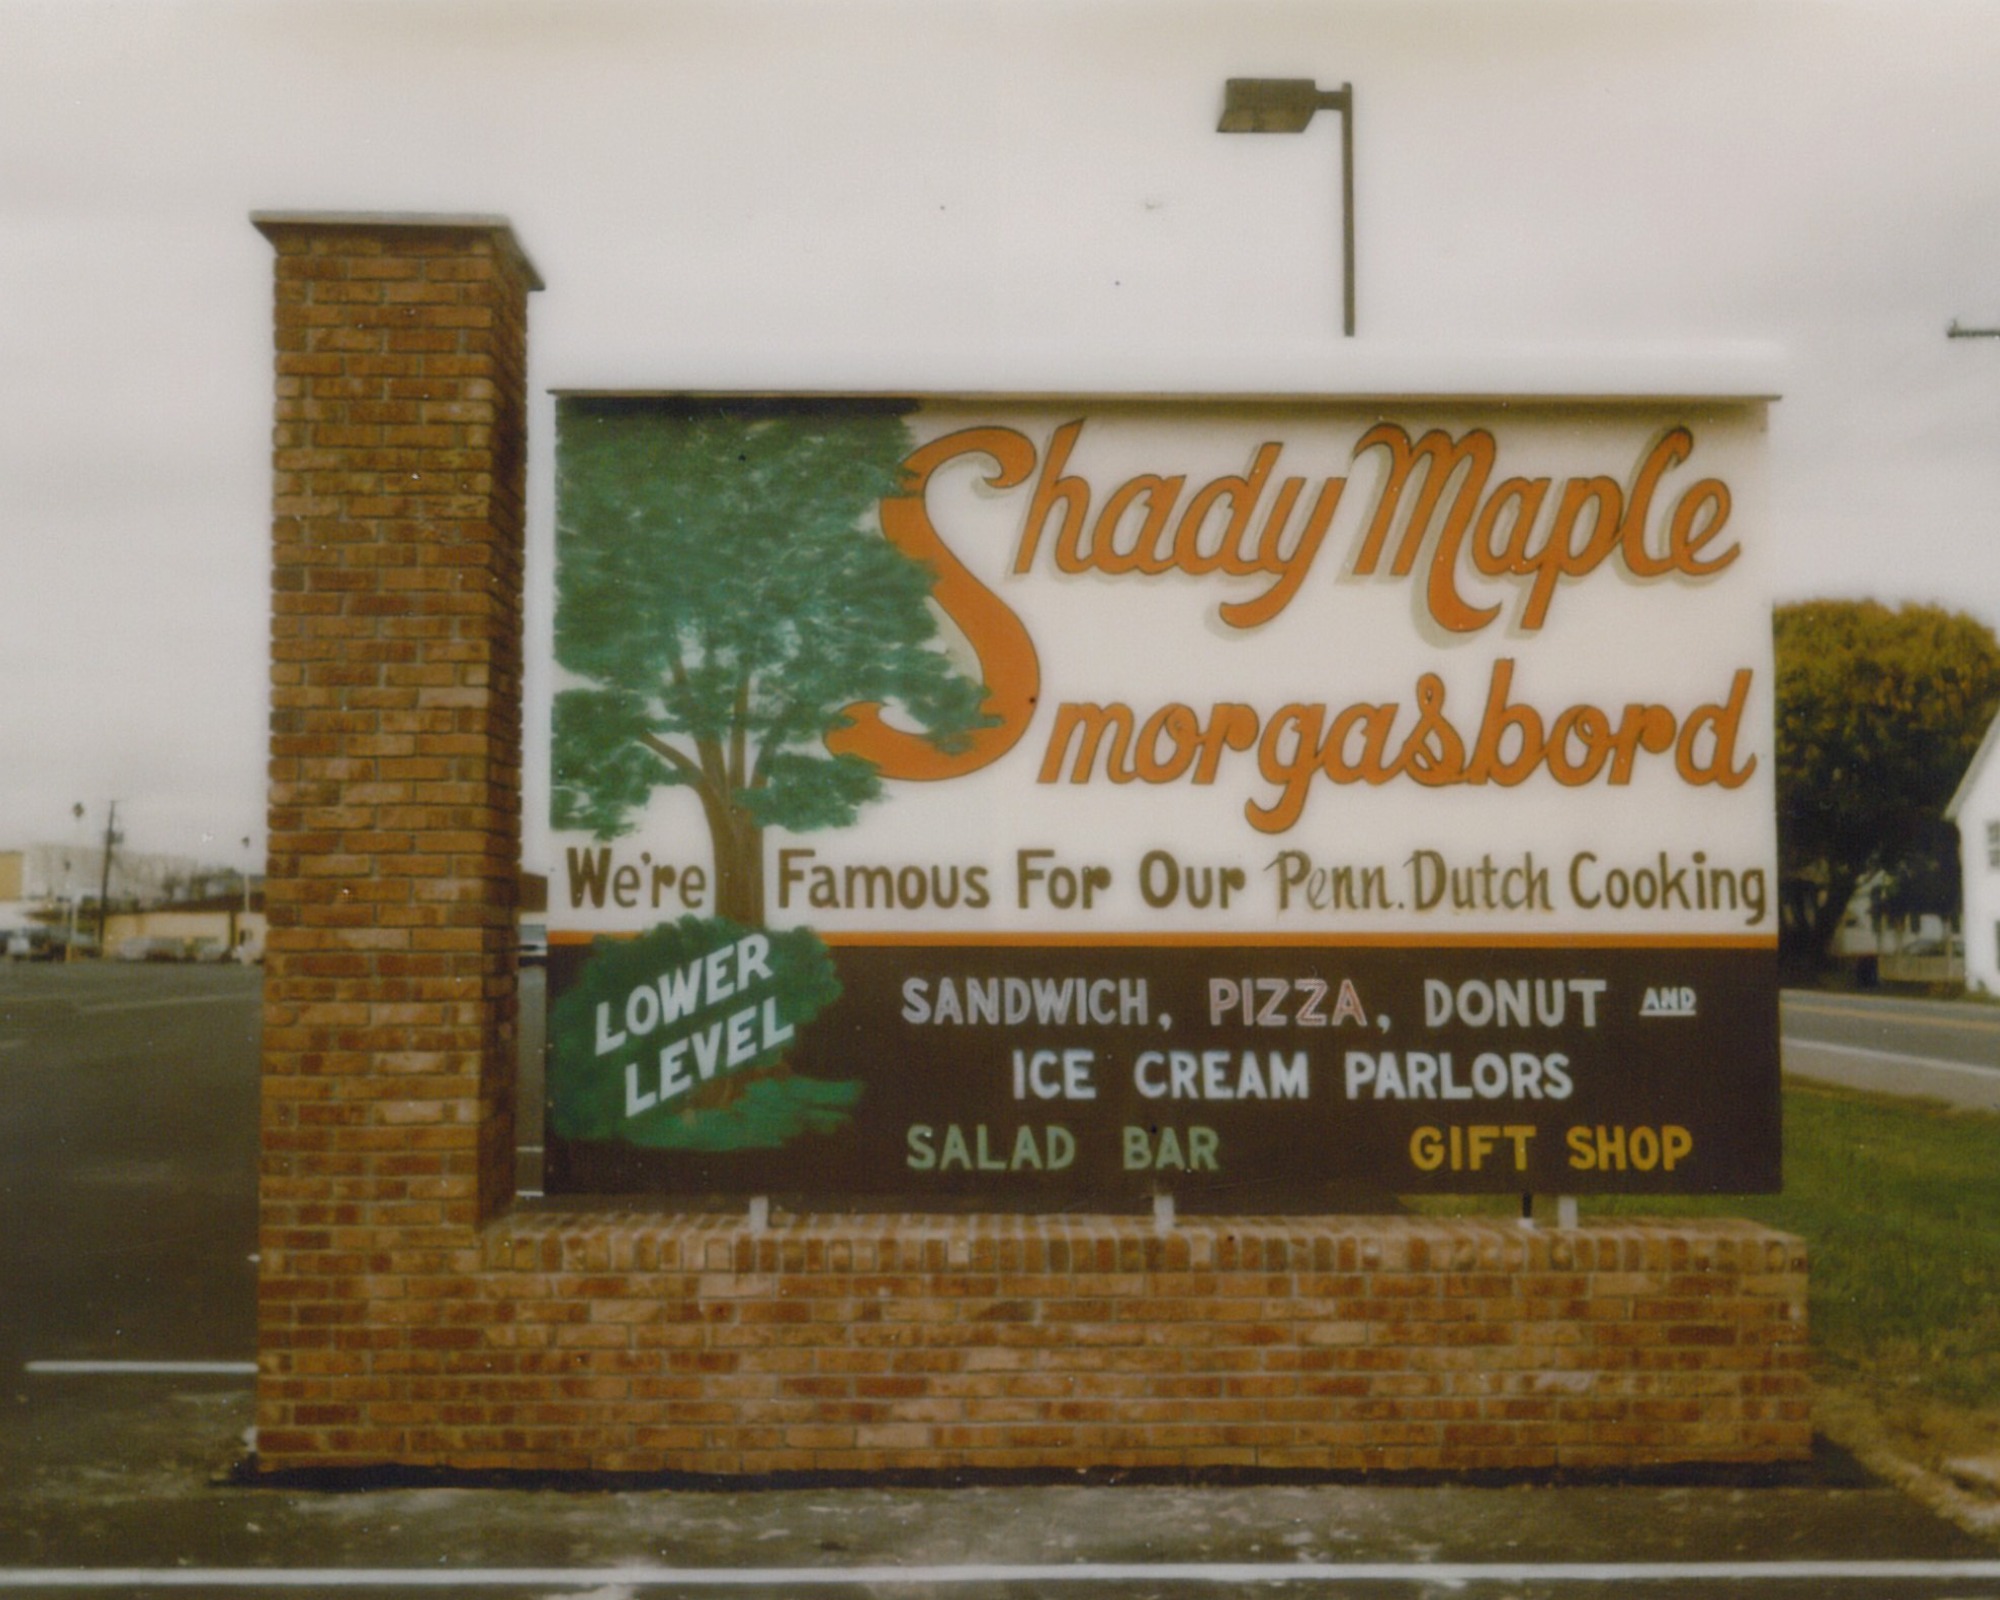 Shady Maple
Smorgasbord
We're Famous For Our Penn. Dutch Cooking
LOWER
LEVEL
SANDWICH, PIZZA, DONUT AND
ICE CREAM PARLORS
SALAD BAR GIFT SHOP